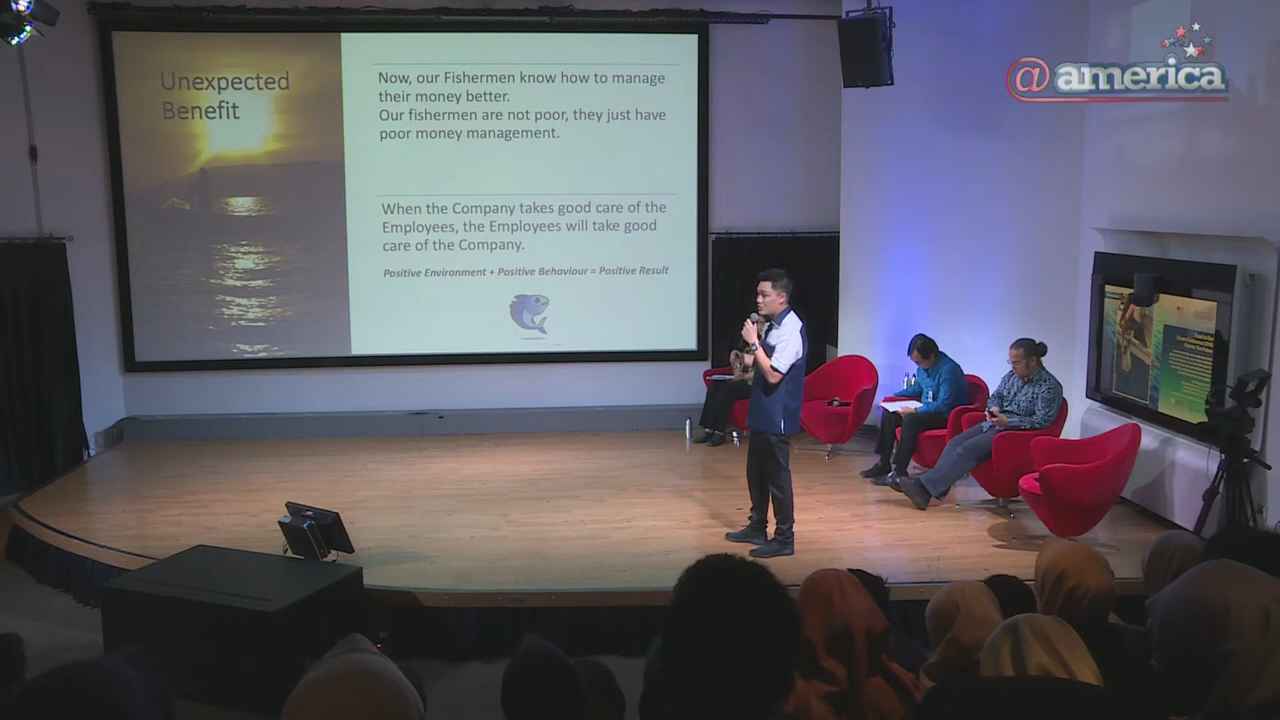 Unexpected
Benefit
Now, our Fishermen know how to manage
their money better.
Our fishermen are not poor, they just have
poor money management.
When the Company takes good care of the
Employees, the Employees will take good
care of the Company.
Positive Environment + Positive Behaviour = Positive Result
@america